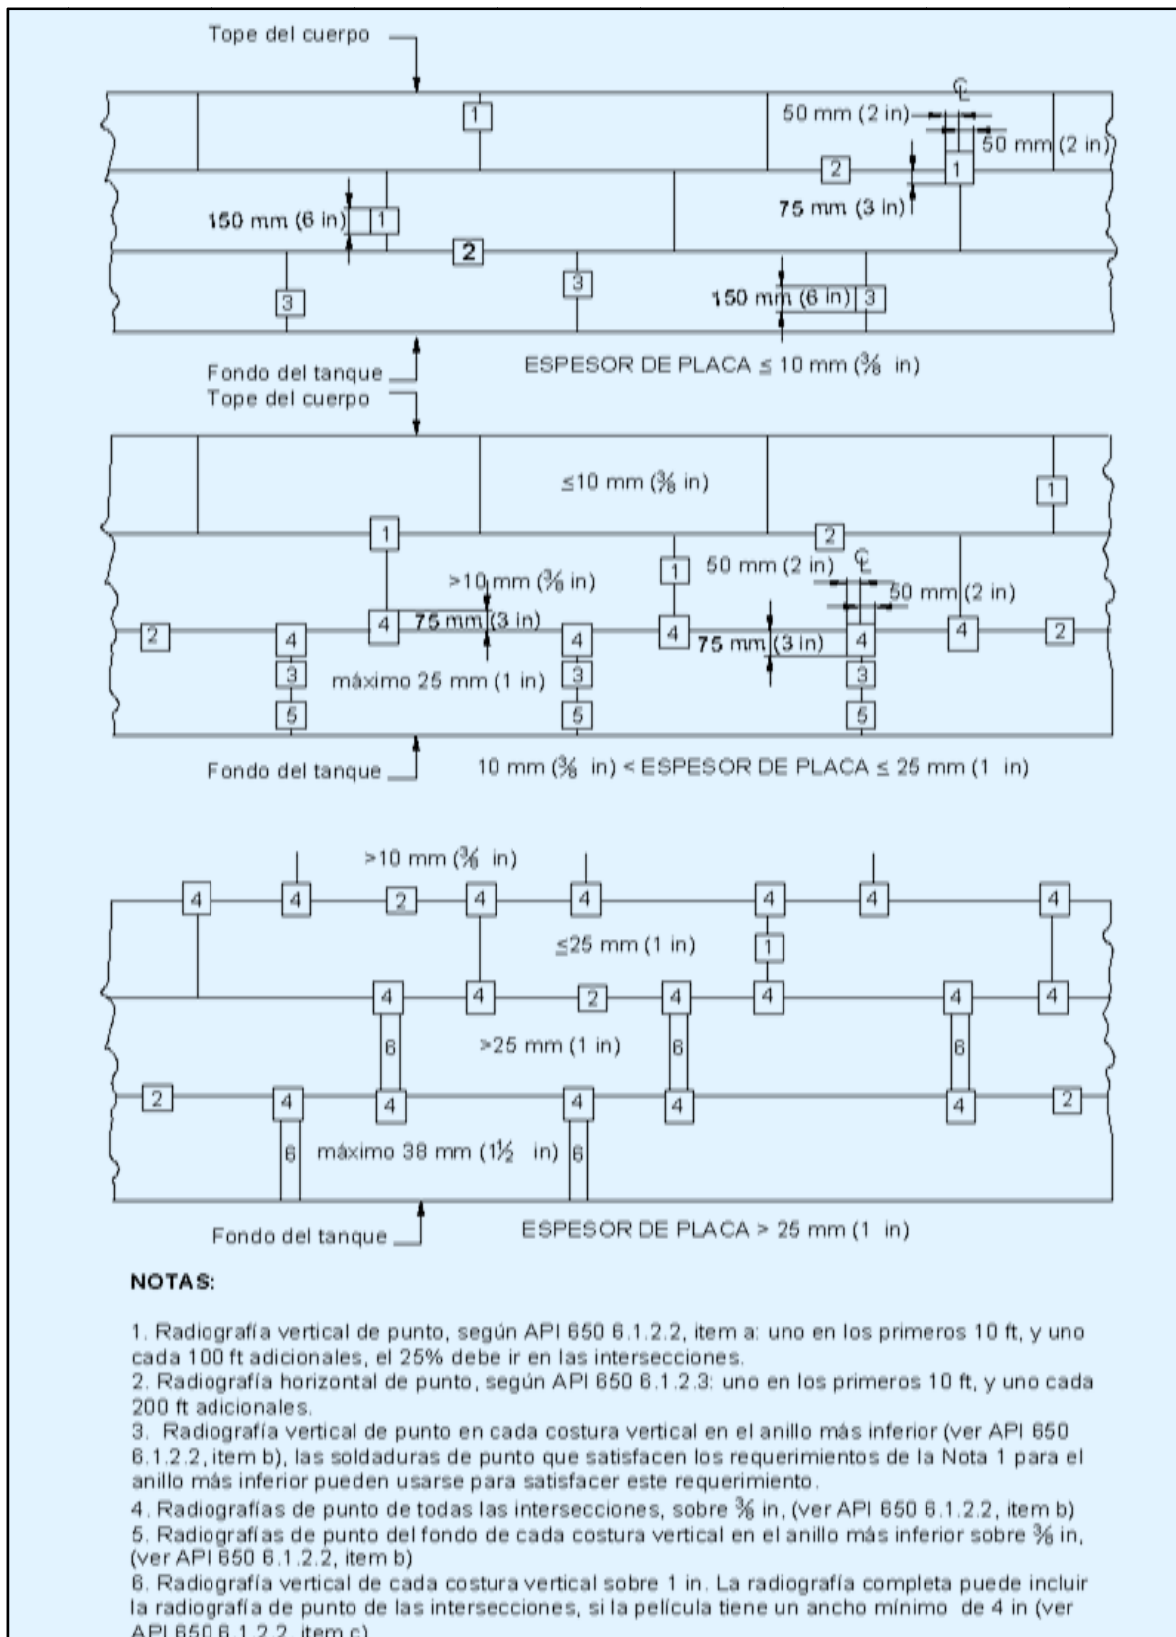 Tope del cuerpo
1
50 mm (2 in)
℄
50 mm (2 in)
2
1
75 mm (3 in)
150 mm (6 in)
1
2
3
3
150 mm (6 in)
3
Fondo del tanque
ESPESOR DE PLACA ≤ 10 mm (⅜ in)
Tope del cuerpo
≤10 mm (⅜ in)
1
1
2
>10 mm (⅜ in)
1
50 mm (2 in)
℄
50 mm (2 in)
2
4
4
75 mm (3 in)
4
4
75 mm (3 in)
4
4
2
3
máximo 25 mm (1 in)
3
3
5
5
5
Fondo del tanque
10 mm (⅜ in) < ESPESOR DE PLACA ≤ 25 mm (1 in)
>10 mm (⅜ in)
4
4
2
4
4
4
4
4
≤25 mm (1 in)
1
4
4
2
4
4
4
4
6
>25 mm (1 in)
6
6
2
4
4
4
4
4
2
6
máximo 38 mm (1½ in)
6
Fondo del tanque
ESPESOR DE PLACA > 25 mm (1 in)
NOTAS:
1. Radiografía vertical de punto, según API 650 6.1.2.2, item a: uno en los primeros 10 ft, y uno
cada 100 ft adicionales, el 25% debe ir en las intersecciones.
2. Radiografía horizontal de punto, según API 650 6.1.2.3: uno en los primeros 10 ft, y uno cada
200 ft adicionales.
3. Radiografía vertical de punto en cada costura vertical en el anillo más inferior (ver API 650
6.1.2.2, item b), las soldaduras de punto que satisfacen los requerimientos de la Nota 1 para el
anillo más inferior pueden usarse para satisfacer este requerimiento.
4. Radiografías de punto de todas las intersecciones, sobre ⅜ in, (ver API 650 6.1.2.2, item b)
5. Radiografías de punto del fondo de cada costura vertical en el anillo más inferior sobre ⅜ in,
(ver API 650 6.1.2.2, item b)
6. Radiografía vertical de cada costura vertical sobre 1 in. La radiografía completa puede incluir
la radiografía de punto de las intersecciones, si la película tiene un ancho mínimo de 4 in (ver
API 650 6.1.2.2, item c)